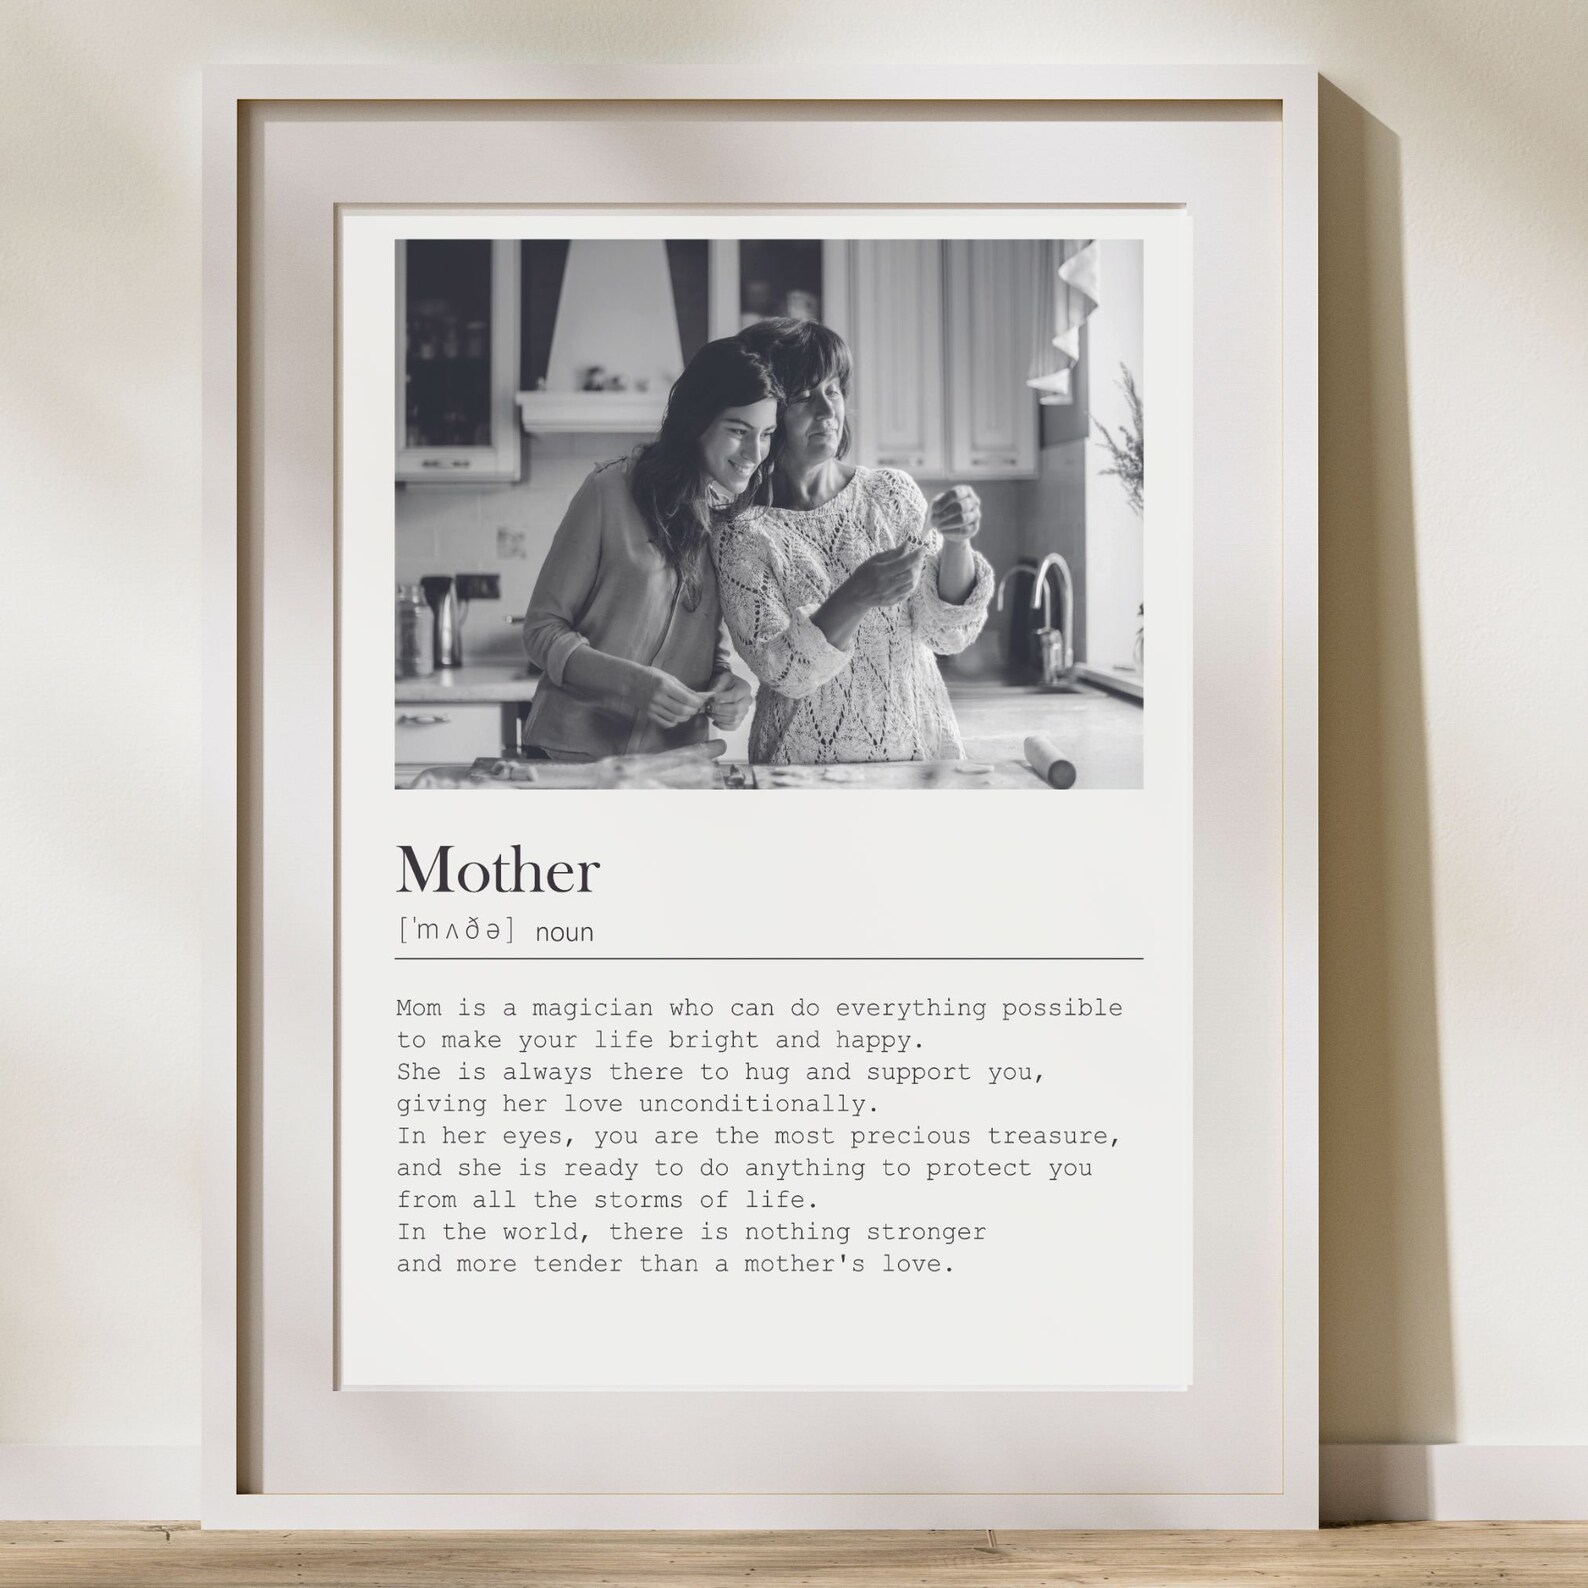 Mother
[ˈmʌðə] noun
Mom is a magician who can do everything possible
to make your life bright and happy.
She is always there to hug and support you,
giving her love unconditionally.
In her eyes, you are the most precious treasure,
and she is ready to do anything to protect you
from all the storms of life.
In the world, there is nothing stronger
and more tender than a mother's love.